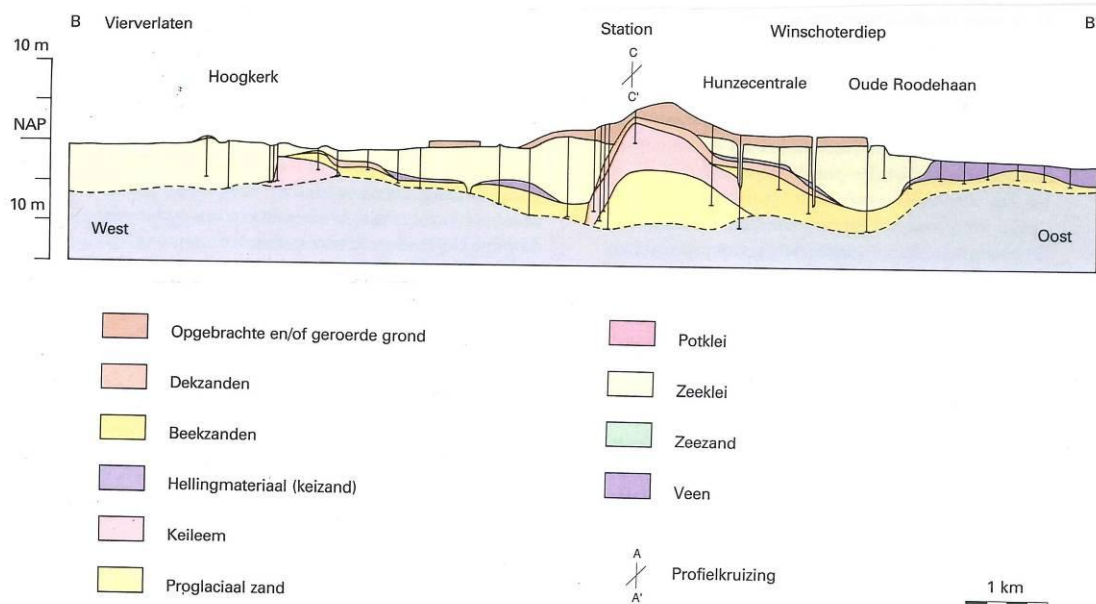 B Vierverlaten
B
Station
Winschoterdiep
10 m
C
C'
Hoogkerk
Hunzecentrale
Oude Roodehaan
NAP
10 m
West
Oost
Opgebrachte en/of geroerde grond
Dekzanden
Beekzanden
Hellingmateriaal (keizand)
Keileem
Proglaciaal zand
Potklei
Zeeklei
Zeezand
Veen
A
A'
Profielkruizing
1 km